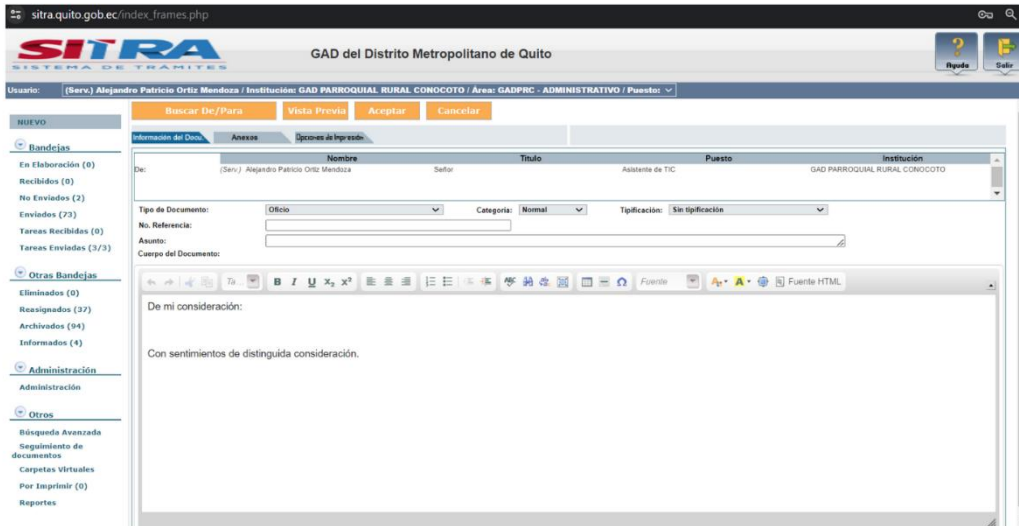 sitra.quito.gob.ec/index_frames.php
SITRA
SISTEMA DE TRAMITES
GAD del Distrito Metropolitano de Quito
Ayuda
Salir
Usuario: (Serv.) Alejandro Patricio Ortiz Mendoza / Institución: GAD PARROQUIAL RURAL CONOCOTO / Área: GADPRC - ADMINISTRATIVO / Puesto:
NUEVO
Bandejas
En Elaboración (0)
Recibidos (0)
No Enviados (2)
Enviados (73)
Tareas Recibidas (0)
Tareas Enviadas (3/3)
Otras Bandejas
Eliminados (0)
Reasignados (37)
Archivados (94)
Informados (4)
Administración
Administración
Otros
Búsqueda Avanzada
Seguimiento de
documentos
Carpetas Virtuales
Por Imprimir (0)
Reportes
Buscar De/Para Vista Previa Aceptar Cancelar
Información del Docu. Anexos Opciones de Impresión
Nombre Titulo Puesto Institución
De: (Serv.) Alejandro Patricio Ortiz Mendoza Señor Asistente de TIC GAD PARROQUIAL RURAL CONOCOTO
Tipo de Documento: Oficio Categoria: Normal Tipificación: Sin tipificación
No. Referencia:
Asunto:
Cuerpo del Documento:
Ta... B I U X₂ X² ABC Ω Fuente A A Fuente HTML
De mi consideración:
Con sentimientos de distinguida consideración.